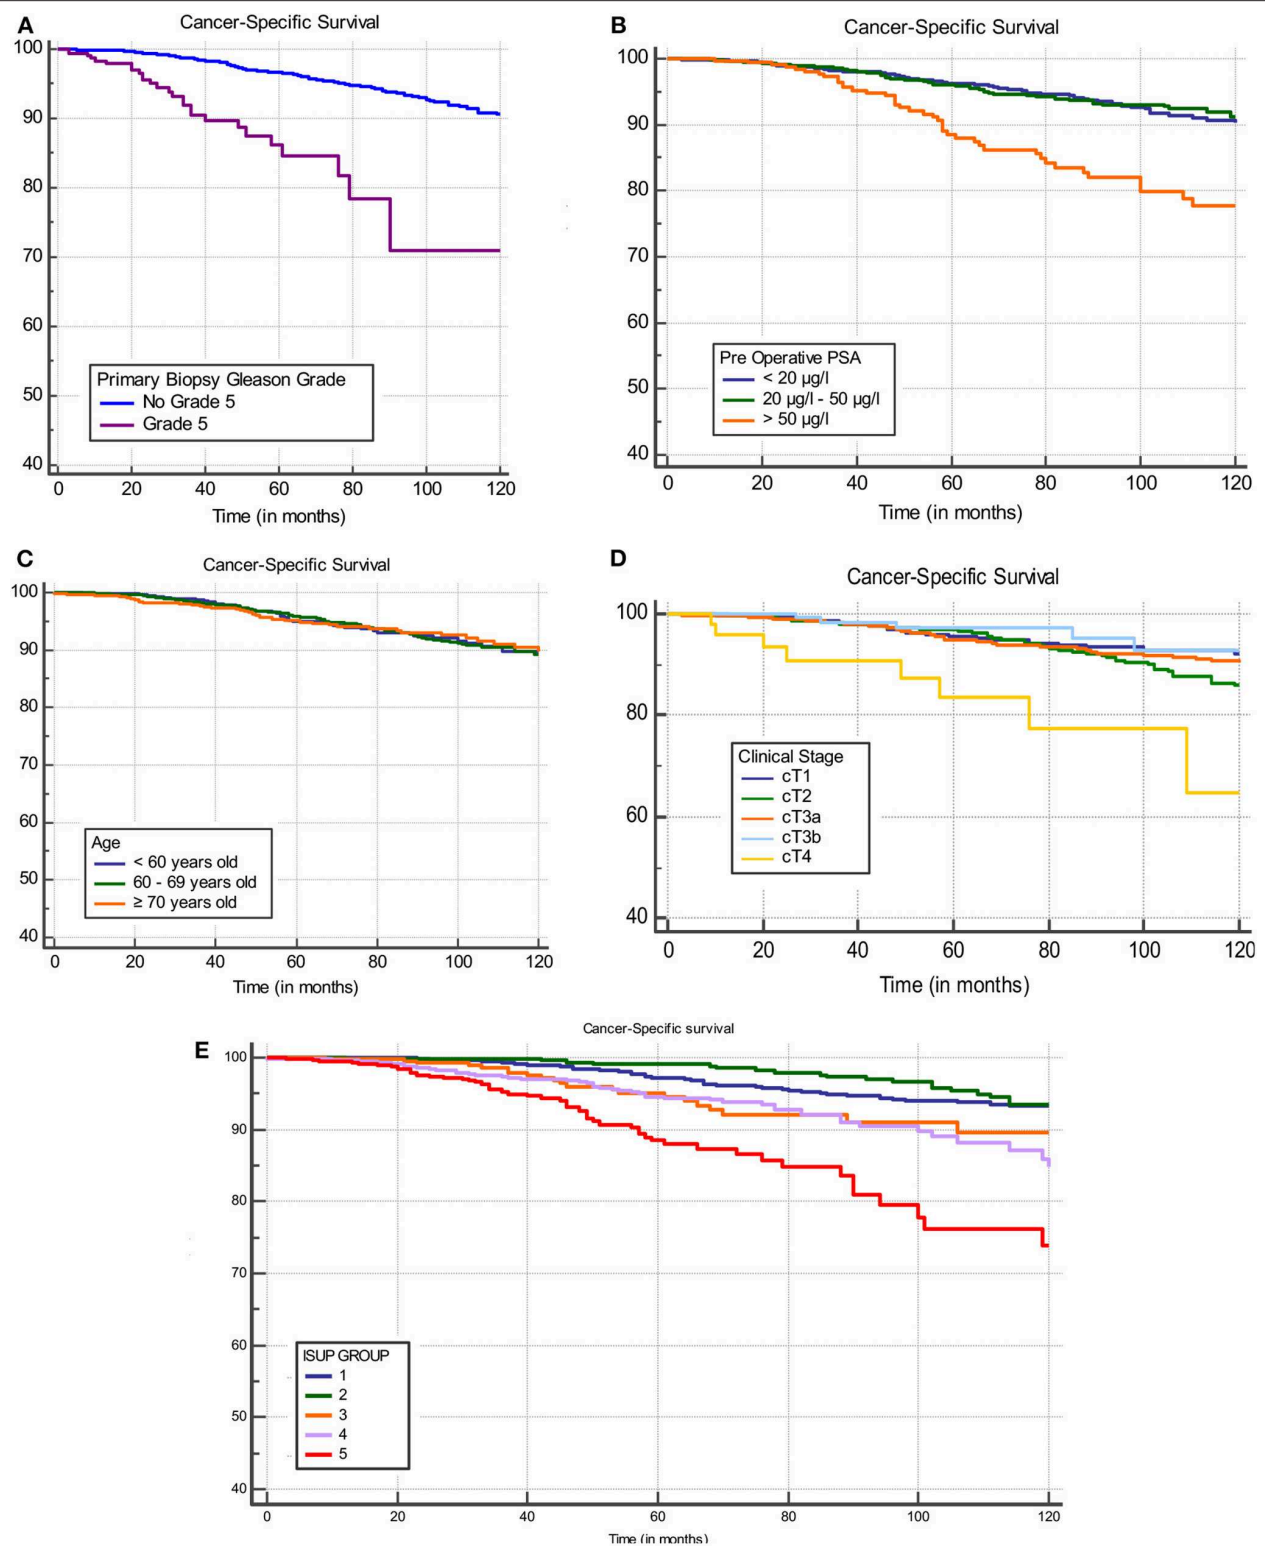 A
Cancer-Specific Survival
100
90
80
70
60
50
40
Primary Biopsy Gleason Grade
No Grade 5
Grade 5
0 20 40 60 80 100 120
Time (in months)
B
Cancer-Specific Survival
100
90
80
70
60
50
40
Pre Operative PSA
< 20 µg/l
20 µg/l - 50 µg/l
> 50 µg/l
0 20 40 60 80 100 120
Time (in months)
C
Cancer-Specific Survival
100
90
80
70
60
50
40
Age
< 60 years old
60 - 69 years old
≥ 70 years old
0 20 40 60 80 100 120
Time (in months)
D
Cancer-Specific Survival
100
80
60
40
Clinical Stage
cT1
cT2
cT3a
cT3b
cT4
0 20 40 60 80 100 120
Time (in months)
E
Cancer-Specific survival
100
90
80
70
60
50
40
ISUP GROUP
1
2
3
4
5
0 20 40 60 80 100 120
Time (in months)